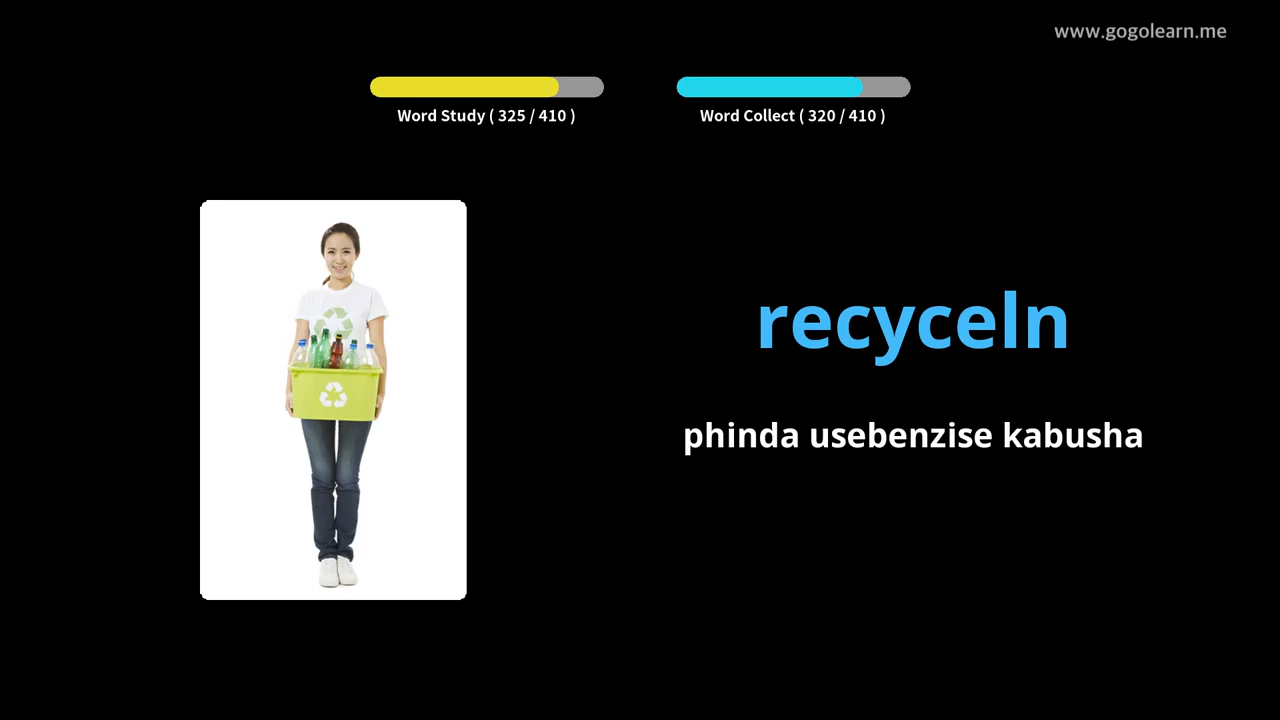 www.gogolearn.me
Word Study ( 325 / 410 )
Word Collect ( 320 / 410 )
recyceln
phinda usebenzise kabusha